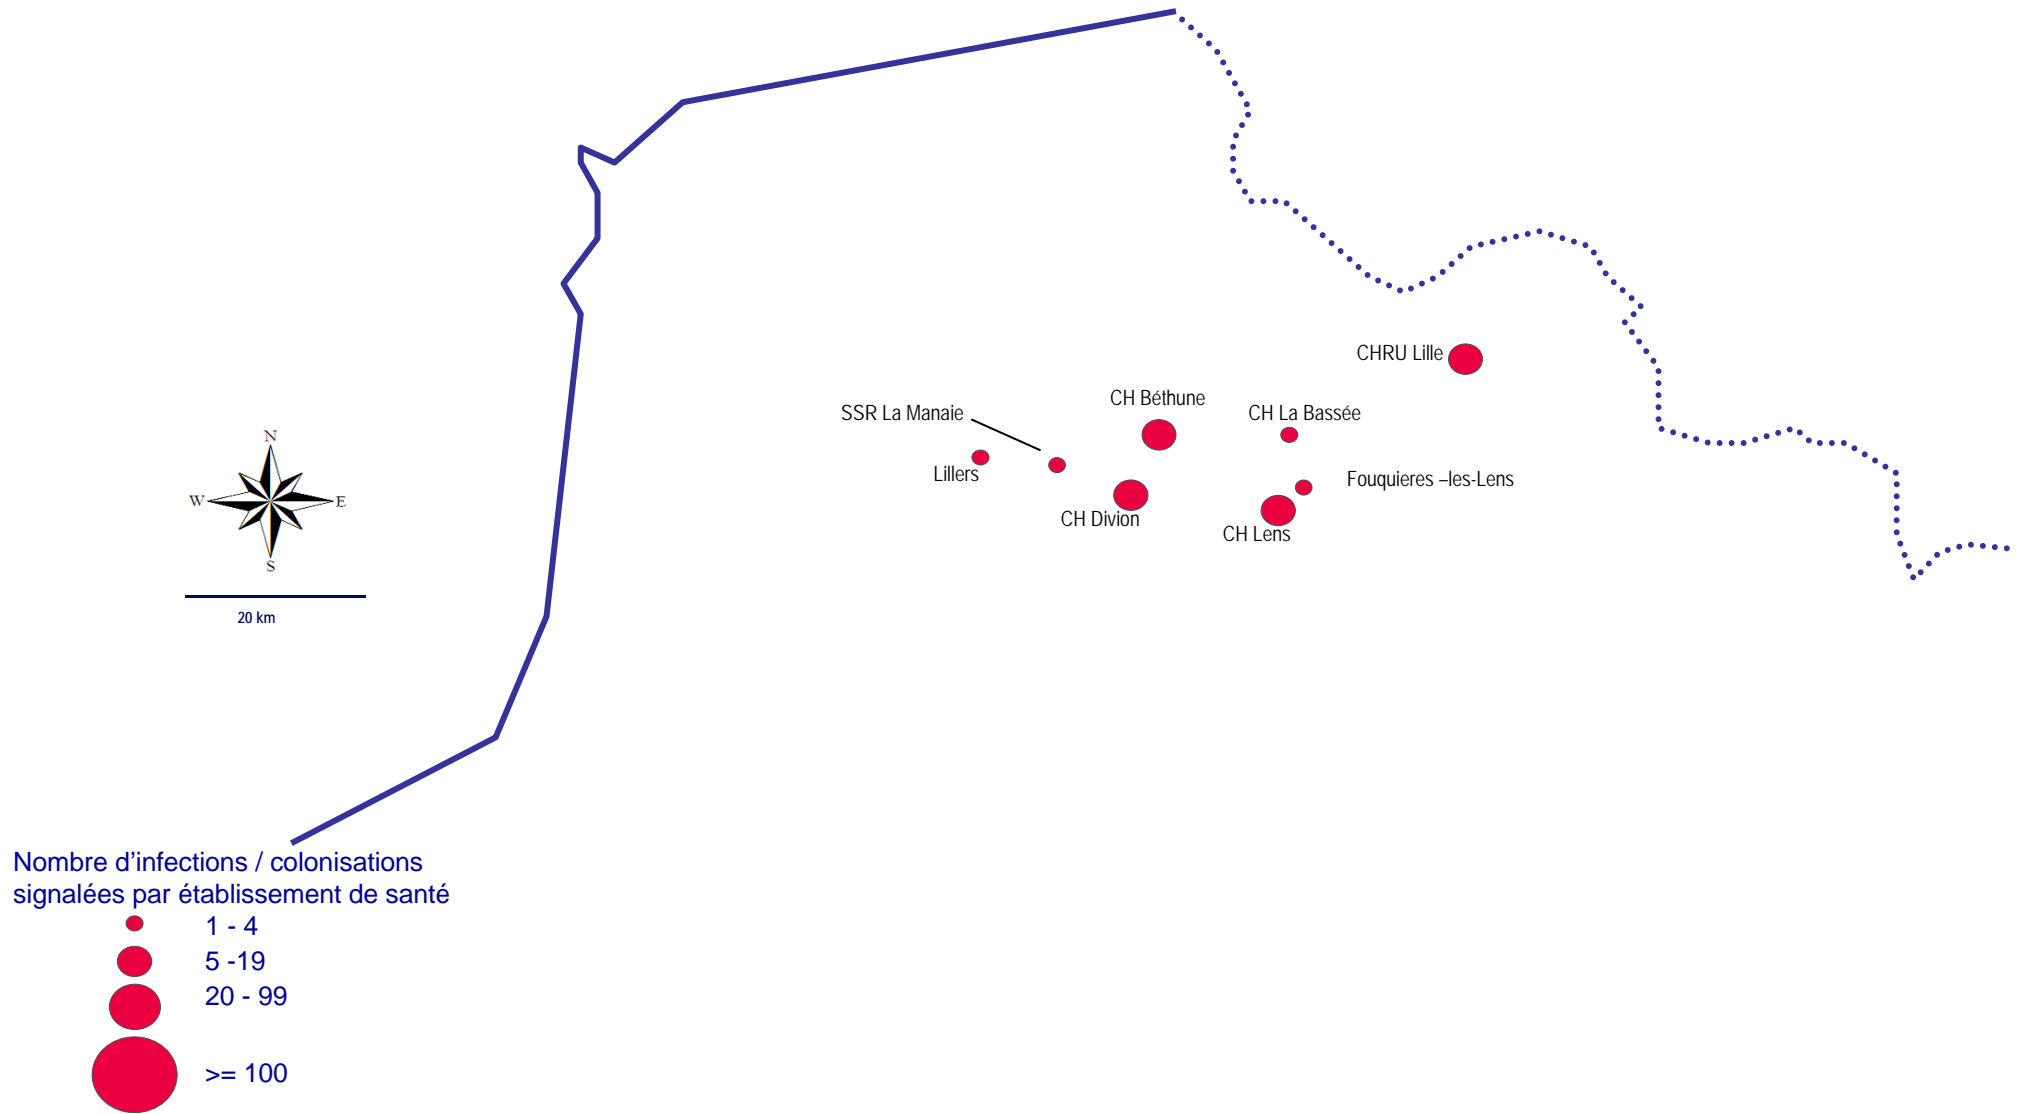 CHRU Lille
CH Béthune
SSR La Manaie
CH La Bassée
Lillers
Fouquieres –les-Lens
CH Divion
CH Lens
N
W
E
S
20 km
Nombre d’infections / colonisations
signalées par établissement de santé
1 - 4
5 -19
20 - 99
>= 100